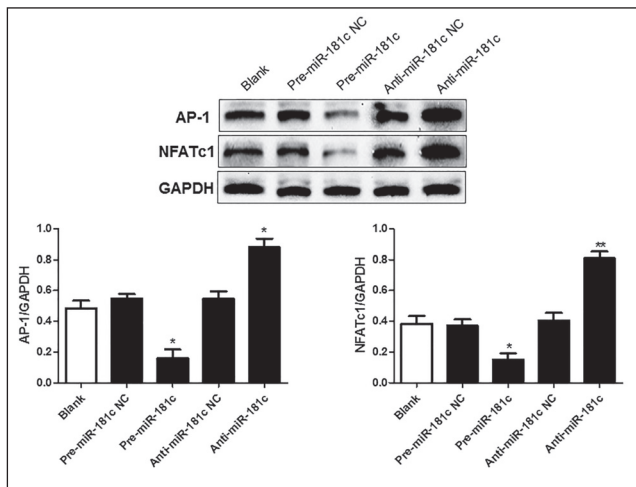 Blank
Pre-miR-181c NC
Pre-miR-181c
Anti-miR-181c NC
Anti-miR-181c
AP-1
NFATc1
GAPDH
AP-1/GAPDH
1.0
0.8
0.6
0.4
0.2
0.0
*
*
Blank
Pre-miR-181c NC
Pre-miR-181c
Anti-miR-181c NC
Anti-miR-181c
NFATc1/GAPDH
1.0
0.8
0.6
0.4
0.2
0.0
*
**
Blank
Pre-miR-181c NC
Pre-miR-181c
Anti-miR-181c NC
Anti-miR-181c